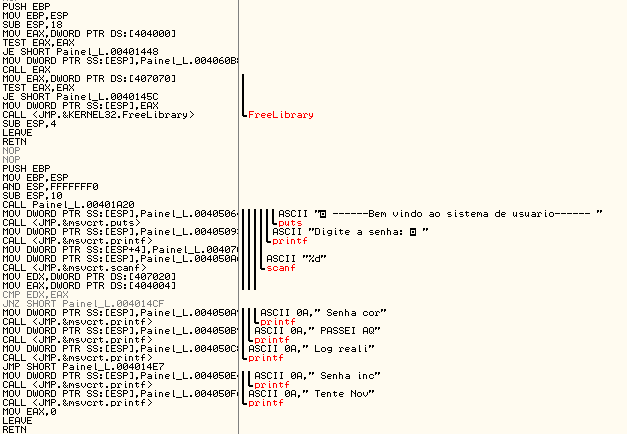 PUSH EBP
MOV EBP,ESP
SUB ESP,18
MOV EAX,DWORD PTR DS:[404000]
TEST EAX,EAX
JE SHORT Painel_L.00401448
MOV DWORD PTR SS:[ESP],Painel_L.004060B
CALL EAX
MOV EAX,DWORD PTR DS:[407070]
TEST EAX,EAX
JE SHORT Painel_L.0040145C
MOV DWORD PTR SS:[ESP],EAX
CALL <JMP.&KERNEL32.FreeLibrary> FreeLibrary
SUB ESP,4
LEAVE
RETN
NOP
NOP
PUSH EBP
MOV EBP,ESP
AND ESP,FFFFFFF0
SUB ESP,10
CALL Painel_L.00401A20
MOV DWORD PTR SS:[ESP],Painel_L.0040506 ASCII "◘ ------Bem vindo ao sistema de usuario------ "
CALL <JMP.&msvcrt.puts> puts
MOV DWORD PTR SS:[ESP],Painel_L.0040509 ASCII "Digite a senha: ◘ "
CALL <JMP.&msvcrt.printf> printf
MOV DWORD PTR SS:[ESP+4],Painel_L.00407
MOV DWORD PTR SS:[ESP],Painel_L.004050A ASCII "%d"
CALL <JMP.&msvcrt.scanf> scanf
MOV EDX,DWORD PTR DS:[407020]
MOV EAX,DWORD PTR DS:[404004]
CMP EDX,EAX
JNZ SHORT Painel_L.004014CF
MOV DWORD PTR SS:[ESP],Painel_L.004050A ASCII 0A," Senha cor"
CALL <JMP.&msvcrt.printf> printf
MOV DWORD PTR SS:[ESP],Painel_L.004050B ASCII 0A," PASSEI AQ"
CALL <JMP.&msvcrt.printf> printf
MOV DWORD PTR SS:[ESP],Painel_L.004050C ASCII 0A," Log reali"
CALL <JMP.&msvcrt.printf> printf
JMP SHORT Painel_L.004014E7
MOV DWORD PTR SS:[ESP],Painel_L.004050E ASCII 0A," Senha inc"
CALL <JMP.&msvcrt.printf> printf
MOV DWORD PTR SS:[ESP],Painel_L.004050F ASCII 0A," Tente Nov"
CALL <JMP.&msvcrt.printf> printf
MOV EAX,0
LEAVE
RETN